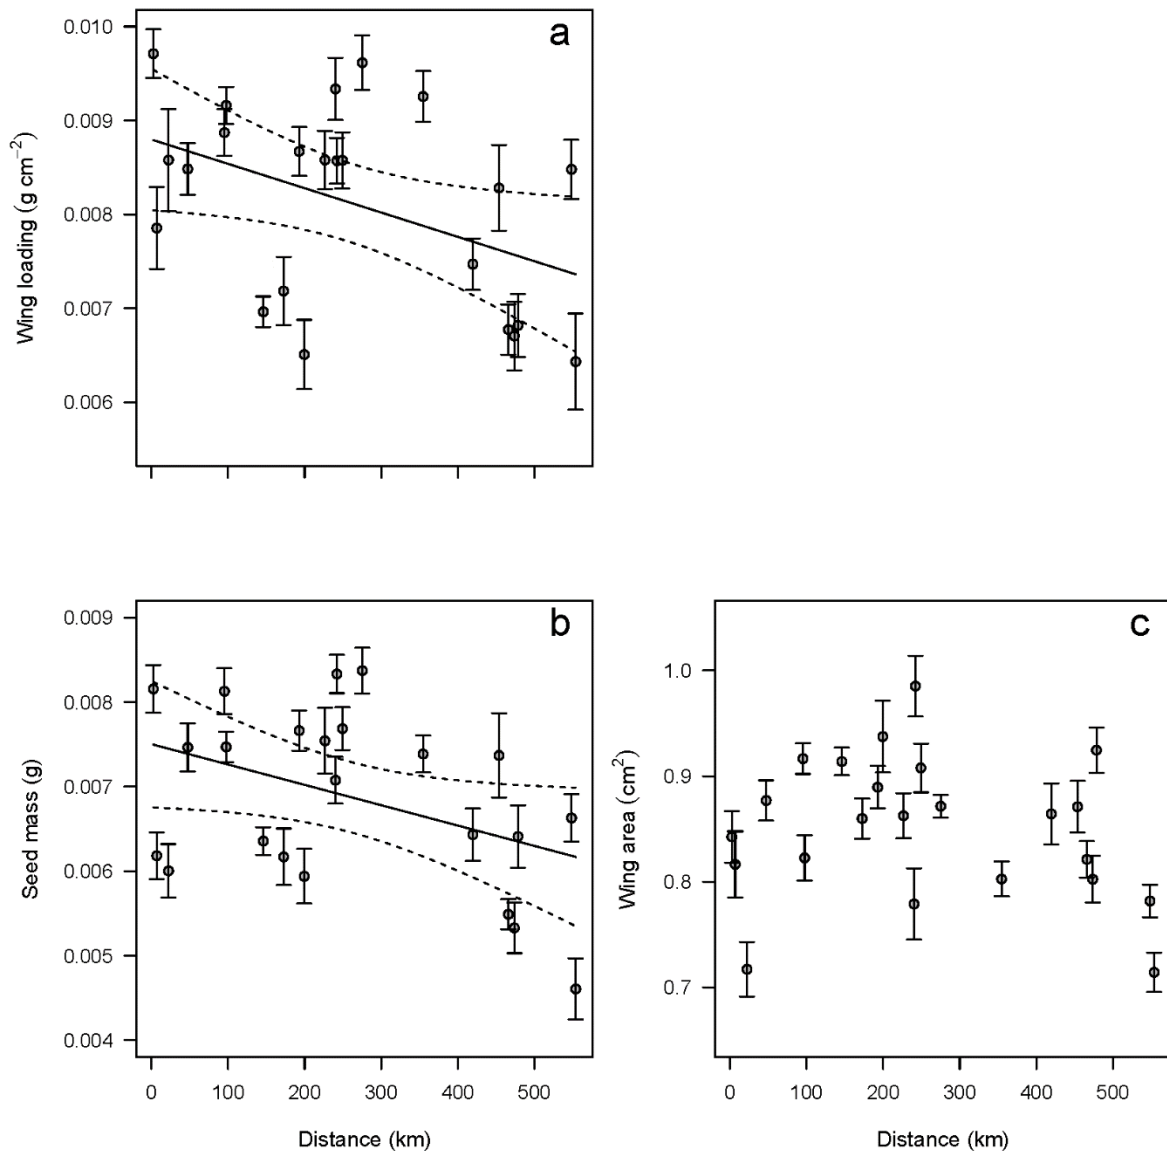 a
Wing loading (g cm⁻²)
0.010
0.009
0.008
0.007
0.006
b
Seed mass (g)
0.009
0.008
0.007
0.006
0.005
0.004
0 100 200 300 400 500
Distance (km)
c
Wing area (cm²)
1.0
0.9
0.8
0.7
0 100 200 300 400 500
Distance (km)